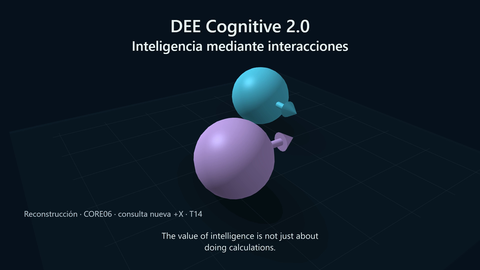 DEE Cognitive 2.0
Inteligencia mediante interacciones
Reconstrucción · CORE06 · consulta nueva +X · T14
The value of intelligence is not just about
doing calculations.